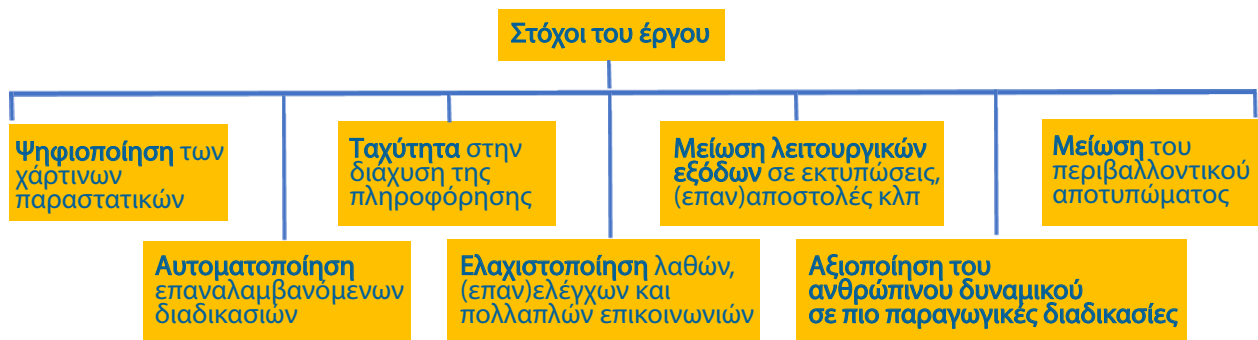 Στόχοι του έργου
Ψηφιοποίηση των
χάρτινων
παραστατικών
Ταχύτητα στην
διάχυση της
πληροφόρησης
Μείωση λειτουργικών
εξόδων σε εκτυπώσεις,
(επαν)αποστολές κλπ
Μείωση του
περιβαλλοντικού
αποτυπώματος
Αυτοματοποίηση
επαναλαμβανόμενων
διαδικασιών
Ελαχιστοποίηση λαθών,
(επαν)ελέγχων και
πολλαπλών επικοινωνιών
Αξιοποίηση του
ανθρώπινου δυναμικού
σε πιο παραγωγικές διαδικασίες